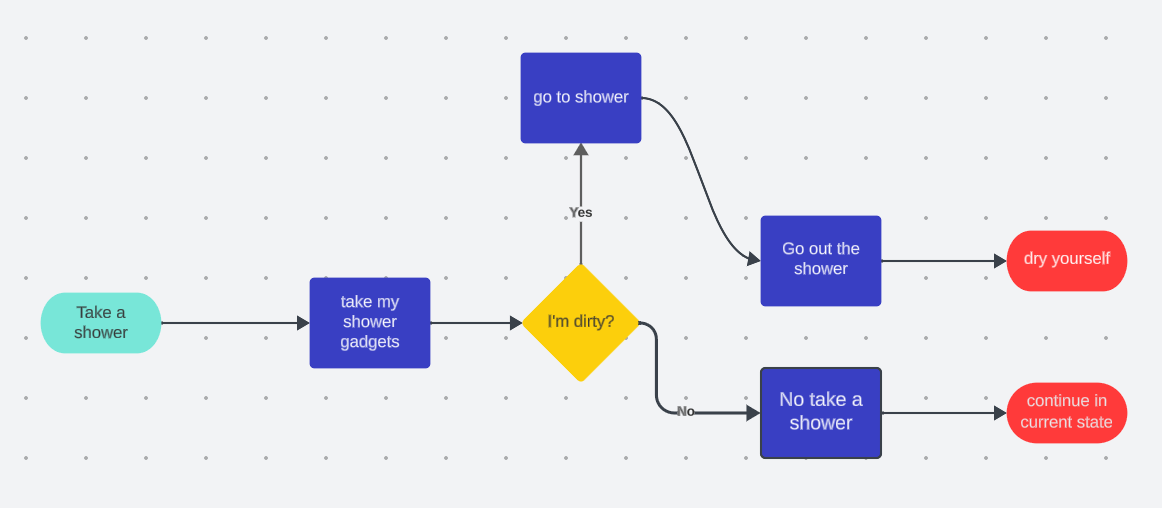 go to shower
Yes
Go out the
shower
dry yourself
Take a
shower
take my
shower
gadgets
I'm dirty?
No
No take a
shower
continue in
current state